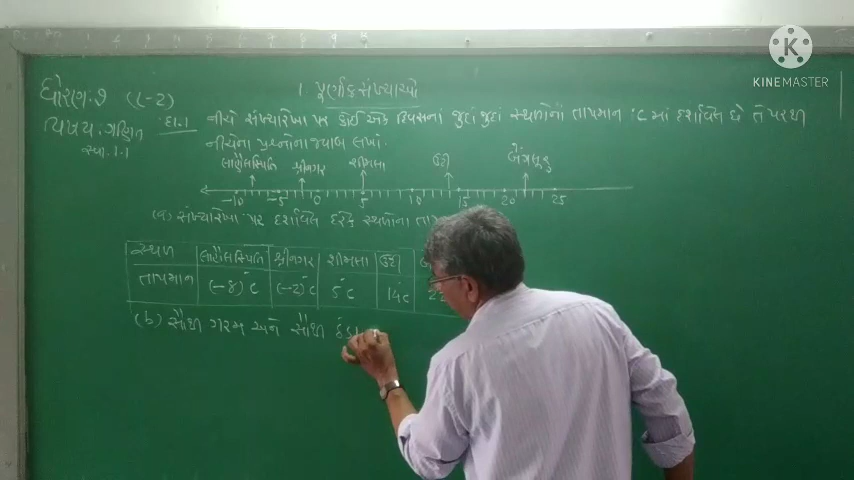 KINEMASTER
ધોરણ:૭ (L-2)
1. પૂર્ણાંક સંખ્યાઓ
વિષય: ગણિત
સ્વા. 1.1
દા.1 નીચે સંખ્યારેખા પર કોઈ એક દિવસનાં જુદાં જુદાં સ્થળોનાં તાપમાન °C માં દર્શાવેલ છે તે પરથી
નીચેના પ્રશ્નોના જવાબ લખો.
લાહૌલસ્પિતિ શ્રીનગર શીમલા ઉટી બેંગલુરુ
-10 -5 0 5 10 15 20 25
(a) સંખ્યારેખા પર દર્શાવેલ દરેક સ્થળોના
સ્થળ લાહૌલસ્પિતિ શ્રીનગર શીમલા ઉટી
તાપમાન (-8)°C (-2)°C 5°C 14°C
(b) સૌથી ગરમ અને સૌથી